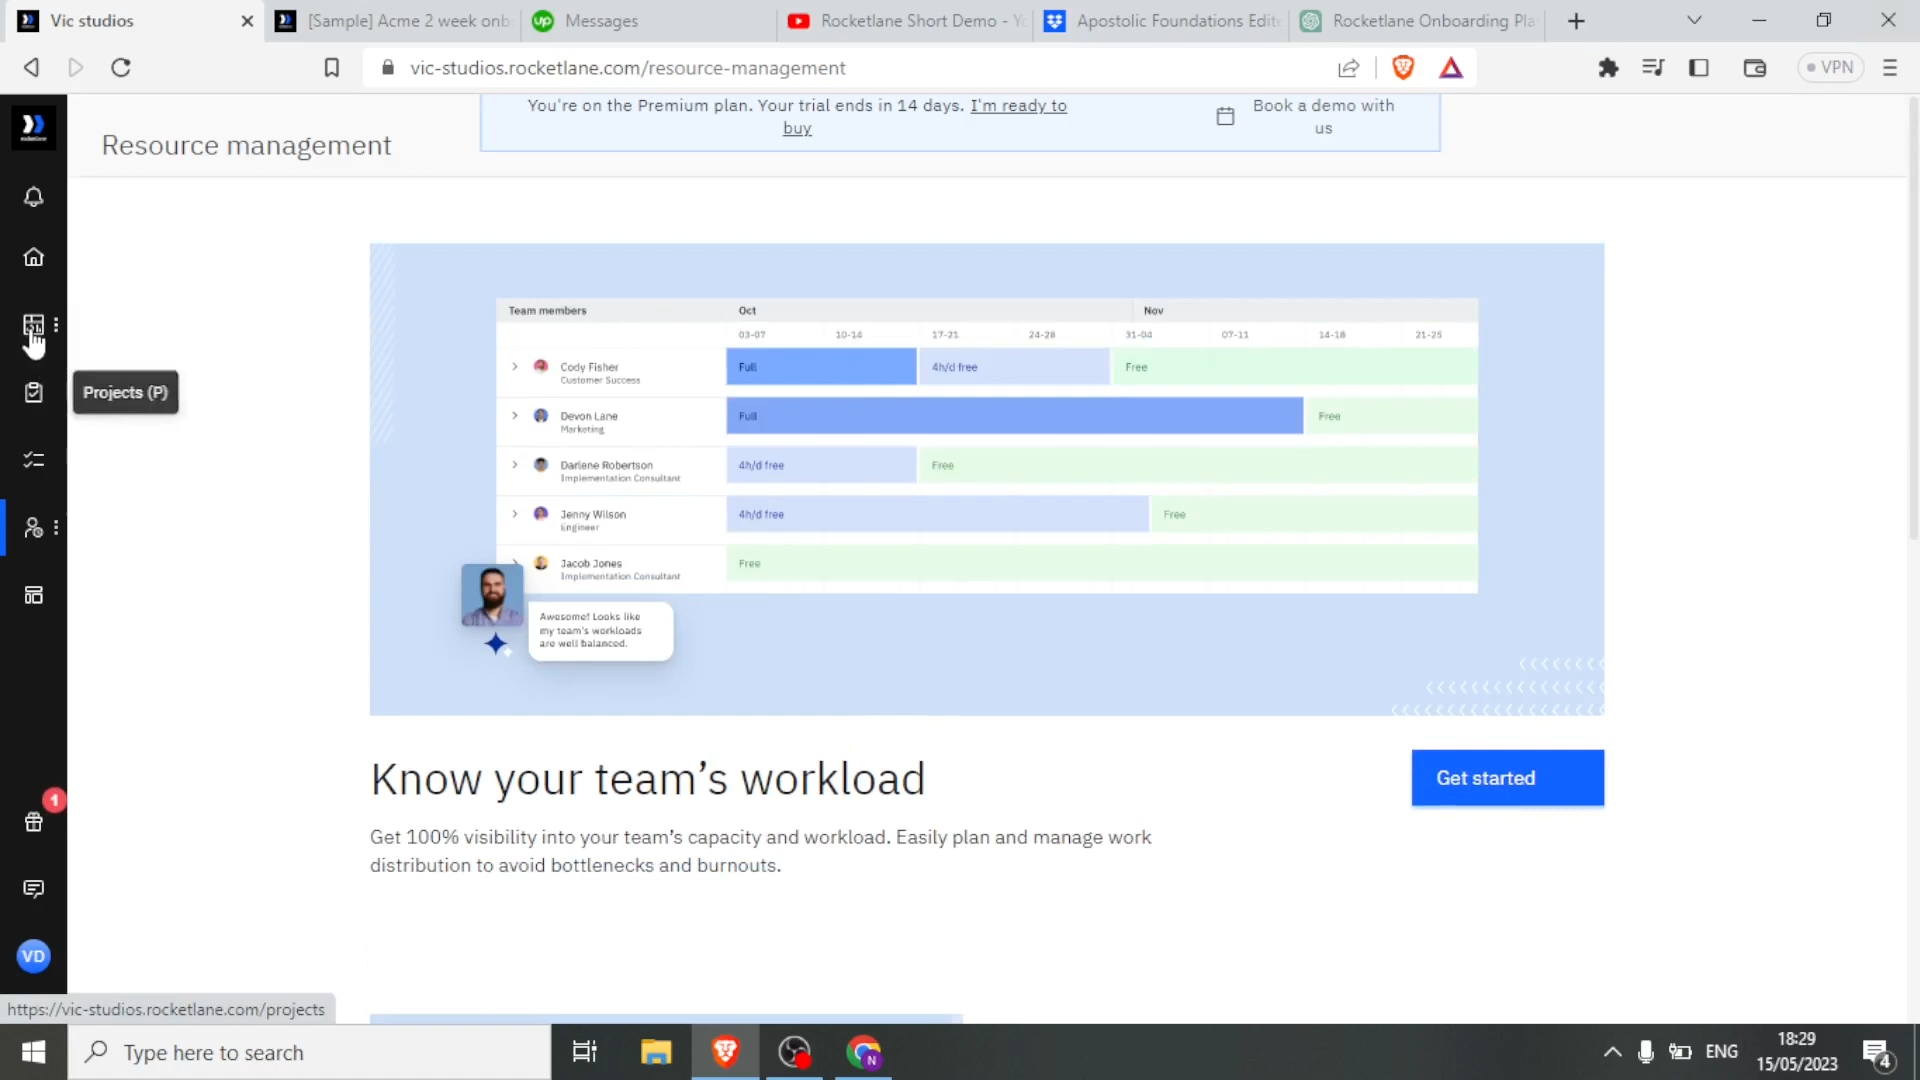 Vic studios
[Sample] Acme 2 week onb
Messages
Rocketlane Short Demo - Yo
Apostolic Foundations Edite
Rocketlane Onboarding Pla
vic-studios.rocketlane.com/resource-management
VPN
You're on the Premium plan. Your trial ends in 14 days. I'm ready to
buy
Book a demo with
us
rocketlane
Resource management
Team members
Oct
Nov
03-07
10-14
17-21
24-28
31-04
07-11
14-18
21-25
Cody Fisher
Customer Success
Full
4h/d free
Free
Devon Lane
Marketing
Full
Free
Projects (P)
Darlene Robertson
Implementation Consultant
4h/d free
Free
Jenny Wilson
Engineer
4h/d free
Free
Jacob Jones
Implementation Consultant
Free
Awesome! Looks like
my team's workloads
are well balanced.
Know your team's workload
Get started
Get 100% visibility into your team's capacity and workload. Easily plan and manage work
distribution to avoid bottlenecks and burnouts.
1
VD
https://vic-studios.rocketlane.com/projects
Type here to search
N
ENG
18:29
15/05/2023
4